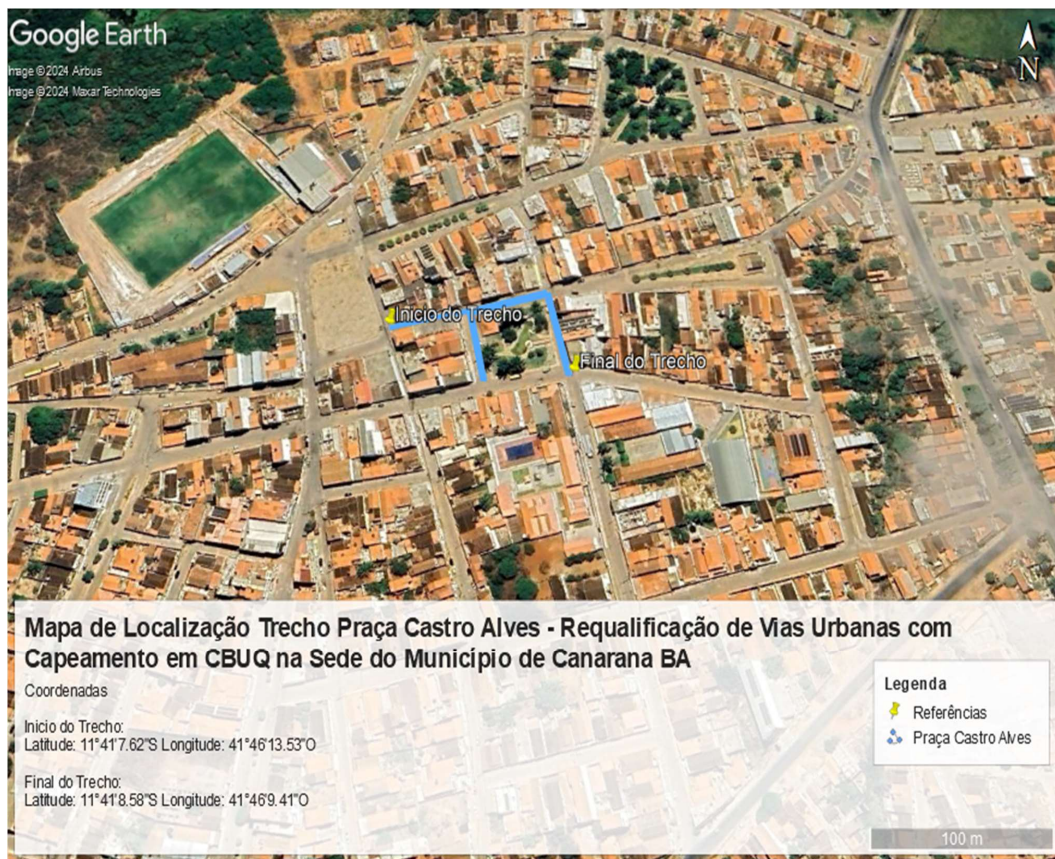 Google Earth
Image © 2024 Airbus
Image © 2024 Maxar Technologies
N
Inicio do Trecho
Final do Trecho
Mapa de Localização Trecho Praça Castro Alves - Requalificação de Vias Urbanas com
Capeamento em CBUQ na Sede do Município de Canarana BA
Coordenadas
Inicio do Trecho:
Latitude: 11°41'7.62"S Longitude: 41°46'13.53"O
Final do Trecho:
Latitude: 11°41'8.58"S Longitude: 41°46'9.41"O
Legenda
Referências
Praça Castro Alves
100 m